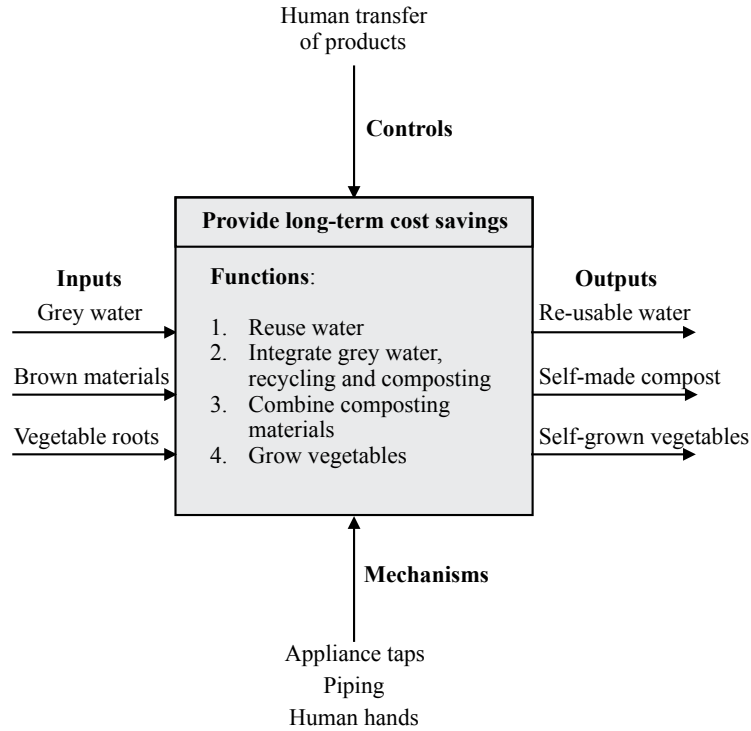 Human transfer
of products
Controls
Provide long-term cost savings
Inputs
Grey water
Brown materials
Vegetable roots
Functions:
1. Reuse water
2. Integrate grey water,
recycling and composting
3. Combine composting
materials
4. Grow vegetables
Outputs
Re-usable water
Self-made compost
Self-grown vegetables
Mechanisms
Appliance taps
Piping
Human hands